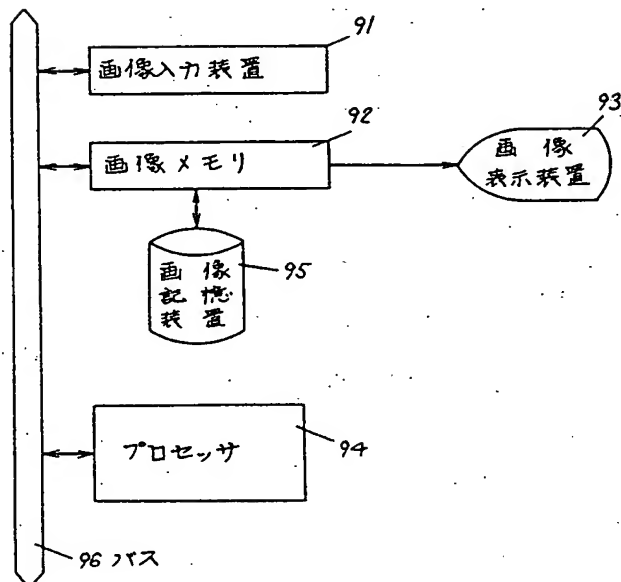 91
画像入力装置
92
画像メモリ
93
画像
表示装置
95
画像
記憶
装置
94
プロセッサ
96 バス